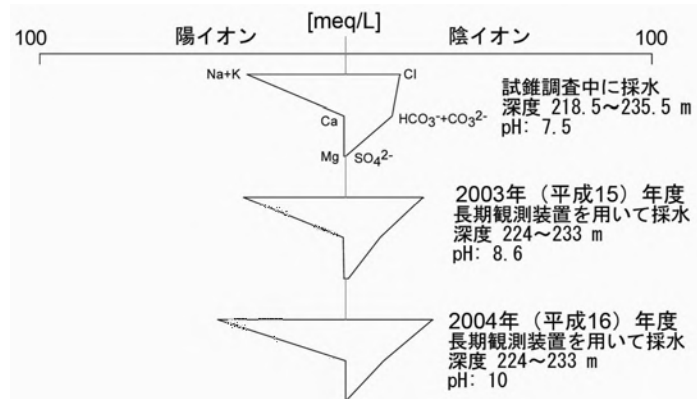 [meq/L]
100 陽イオン 陰イオン 100
Na+K Cl
Ca HCO₃⁻+CO₃²⁻
Mg SO₄²⁻
試錐調査中に採水
深度 218.5～235.5 m
pH: 7.5
2003年（平成15）年度
長期観測装置を用いて採水
深度 224～233 m
pH: 8.6
2004年（平成16）年度
長期観測装置を用いて採水
深度 224～233 m
pH: 10